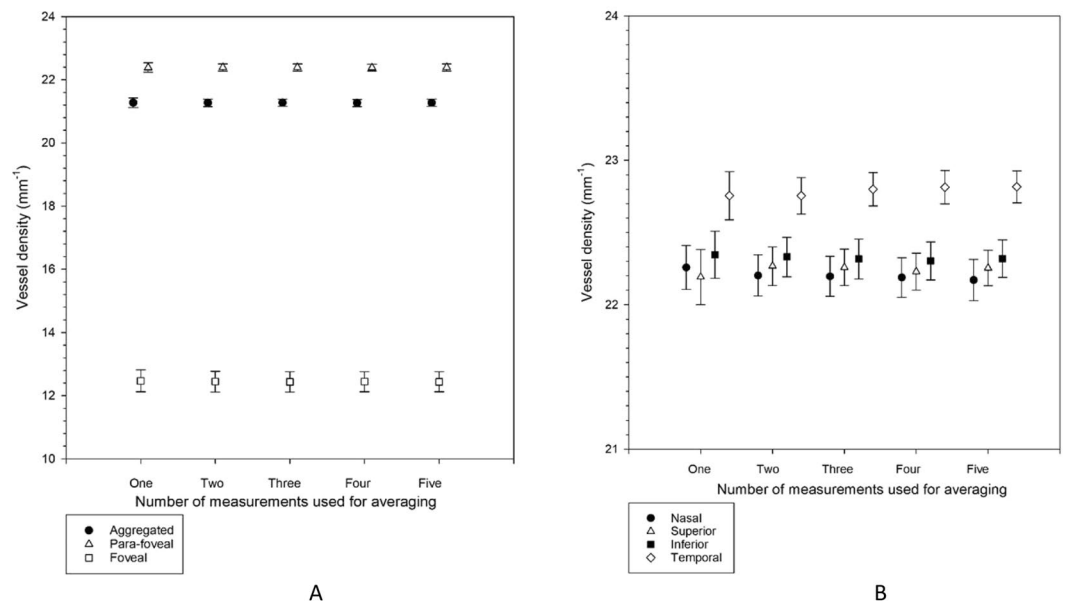 24
22
20
18
16
14
12
10
Vessel density (mm-1)
One Two Three Four Five
Number of measurements used for averaging
Aggregated
Para-foveal
Foveal
A
24
23
22
21
Vessel density (mm-1)
One Two Three Four Five
Number of measurements used for averaging
Nasal
Superior
Inferior
Temporal
B